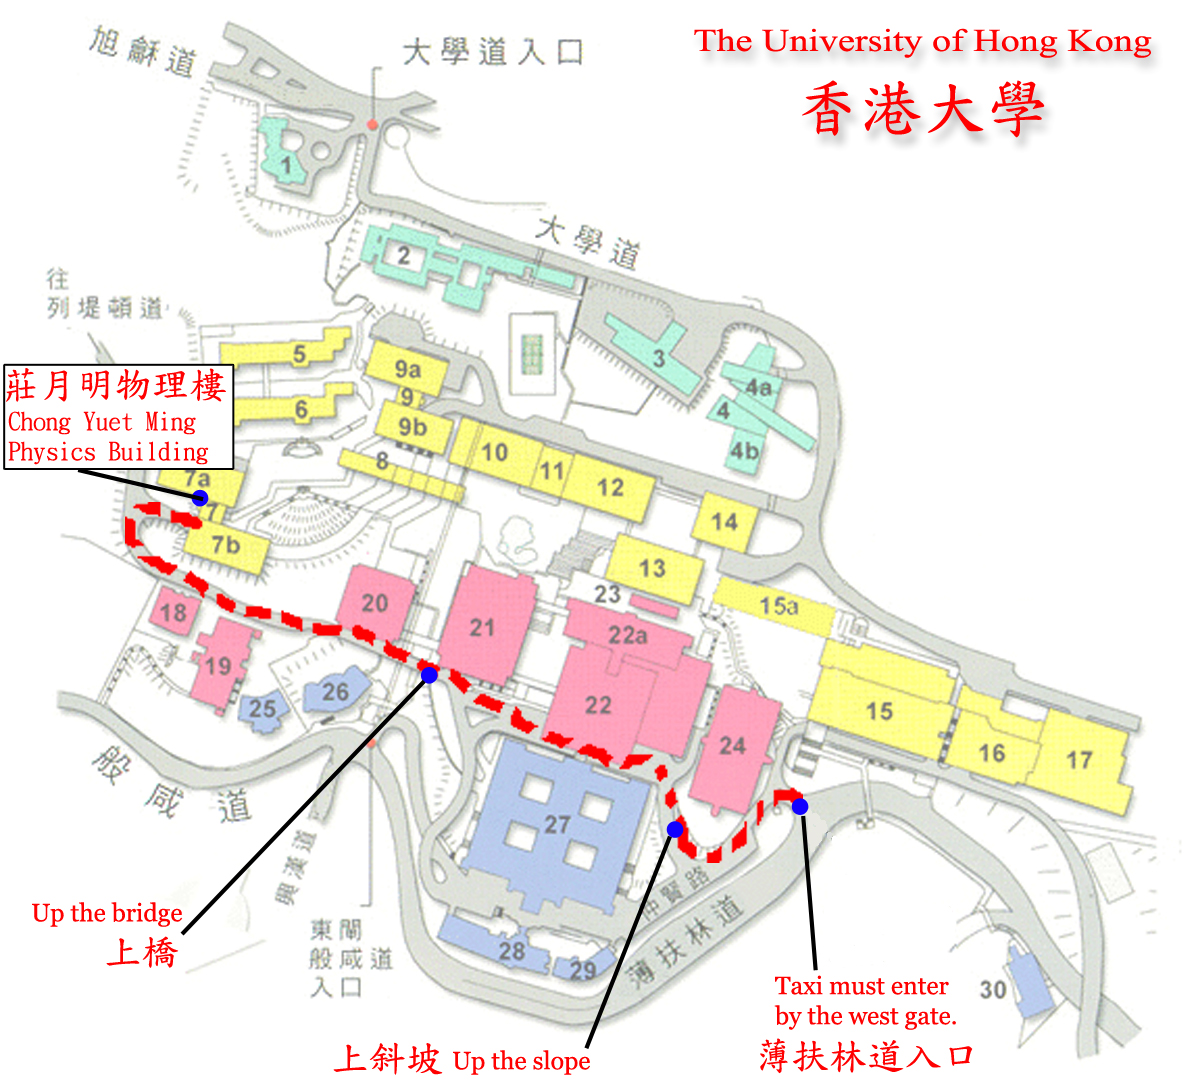 The University of Hong Kong
香港大學
旭龢道
大學道入口
1
大學道
2
往
列堤頓道
3
5
9a
4a
莊月明物理樓
Chong Yuet Ming
Physics Building
6
9
4
9b
4b
10
8
11
7a
12
7
14
7b
13
23
15a
20
18
21
22a
19
26
25
22
15
24
16
17
般咸道
27
興漢道
仲賢路
Up the bridge
上橋
東閘
般咸道
入口
薄扶林道
28
29
30
Taxi must enter
by the west gate.
薄扶林道入口
上斜坡 Up the slope